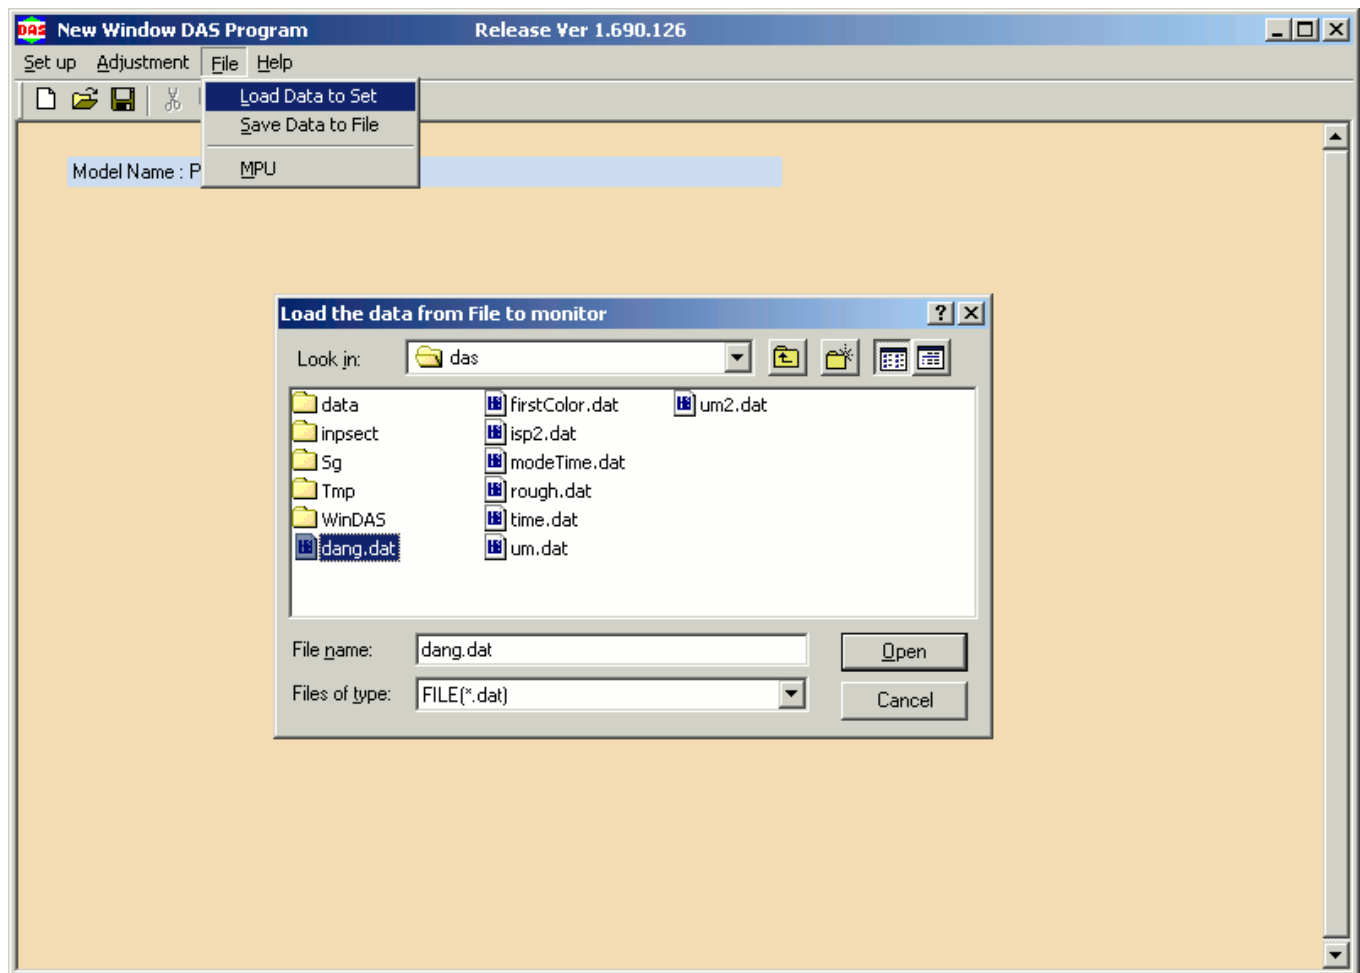 DAS New Window DAS Program Release Ver 1.690.126
Set up Adjustment File Help
Load Data to Set
Save Data to File
MPU
Model Name : P
Load the data from File to monitor
Look in: das
data firstColor.dat um2.dat
inpsect isp2.dat
Sg modeTime.dat
Tmp rough.dat
WinDAS time.dat
dang.dat um.dat
File name: dang.dat Open
Files of type: FILE(*.dat) Cancel